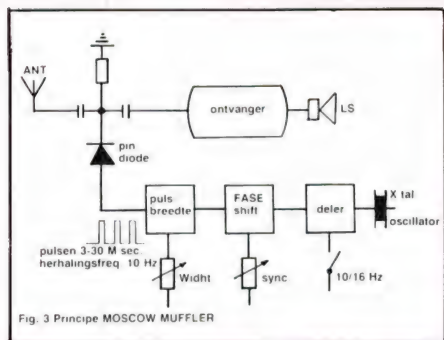 ANT
ontvanger
LS
pin
diode
puls
breedte
FASE
shift
deler
X tal
oscillator
pulsen 3-30 M sec.
herhalingsfreq. 10 Hz
Widht
sync
10/16 Hz
Fig. 3 Principe MOSCOW MUFFLER